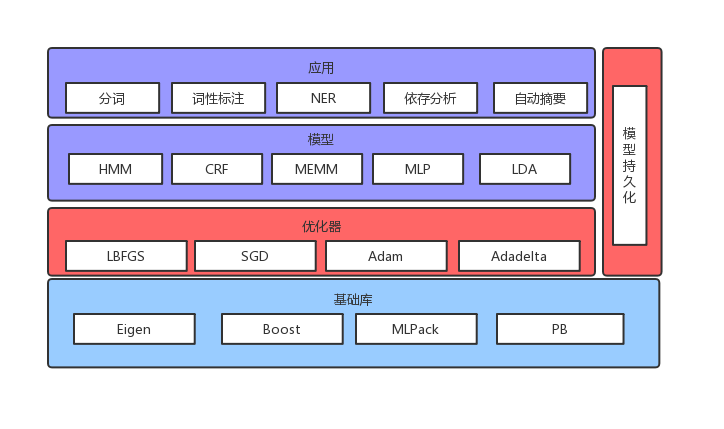 应用
分词
词性标注
NER
依存分析
自动摘要
模型
HMM
CRF
MEMM
MLP
LDA
优化器
LBFGS
SGD
Adam
Adadelta
模型持久化
基础库
Eigen
Boost
MLPack
PB